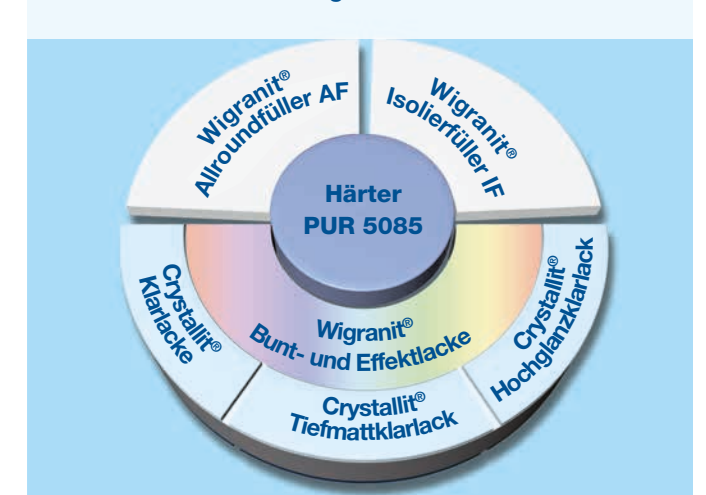 Wigranit®
Allroundfüller AF
Wigranit®
Isolierfüller IF
Härter
PUR 5085
Crystallit®
Klarlacke
Wigranit®
Bunt- und Effektlacke
Crystallit®
Hochglanzklarlack
Crystallit®
Tiefmattklarlack